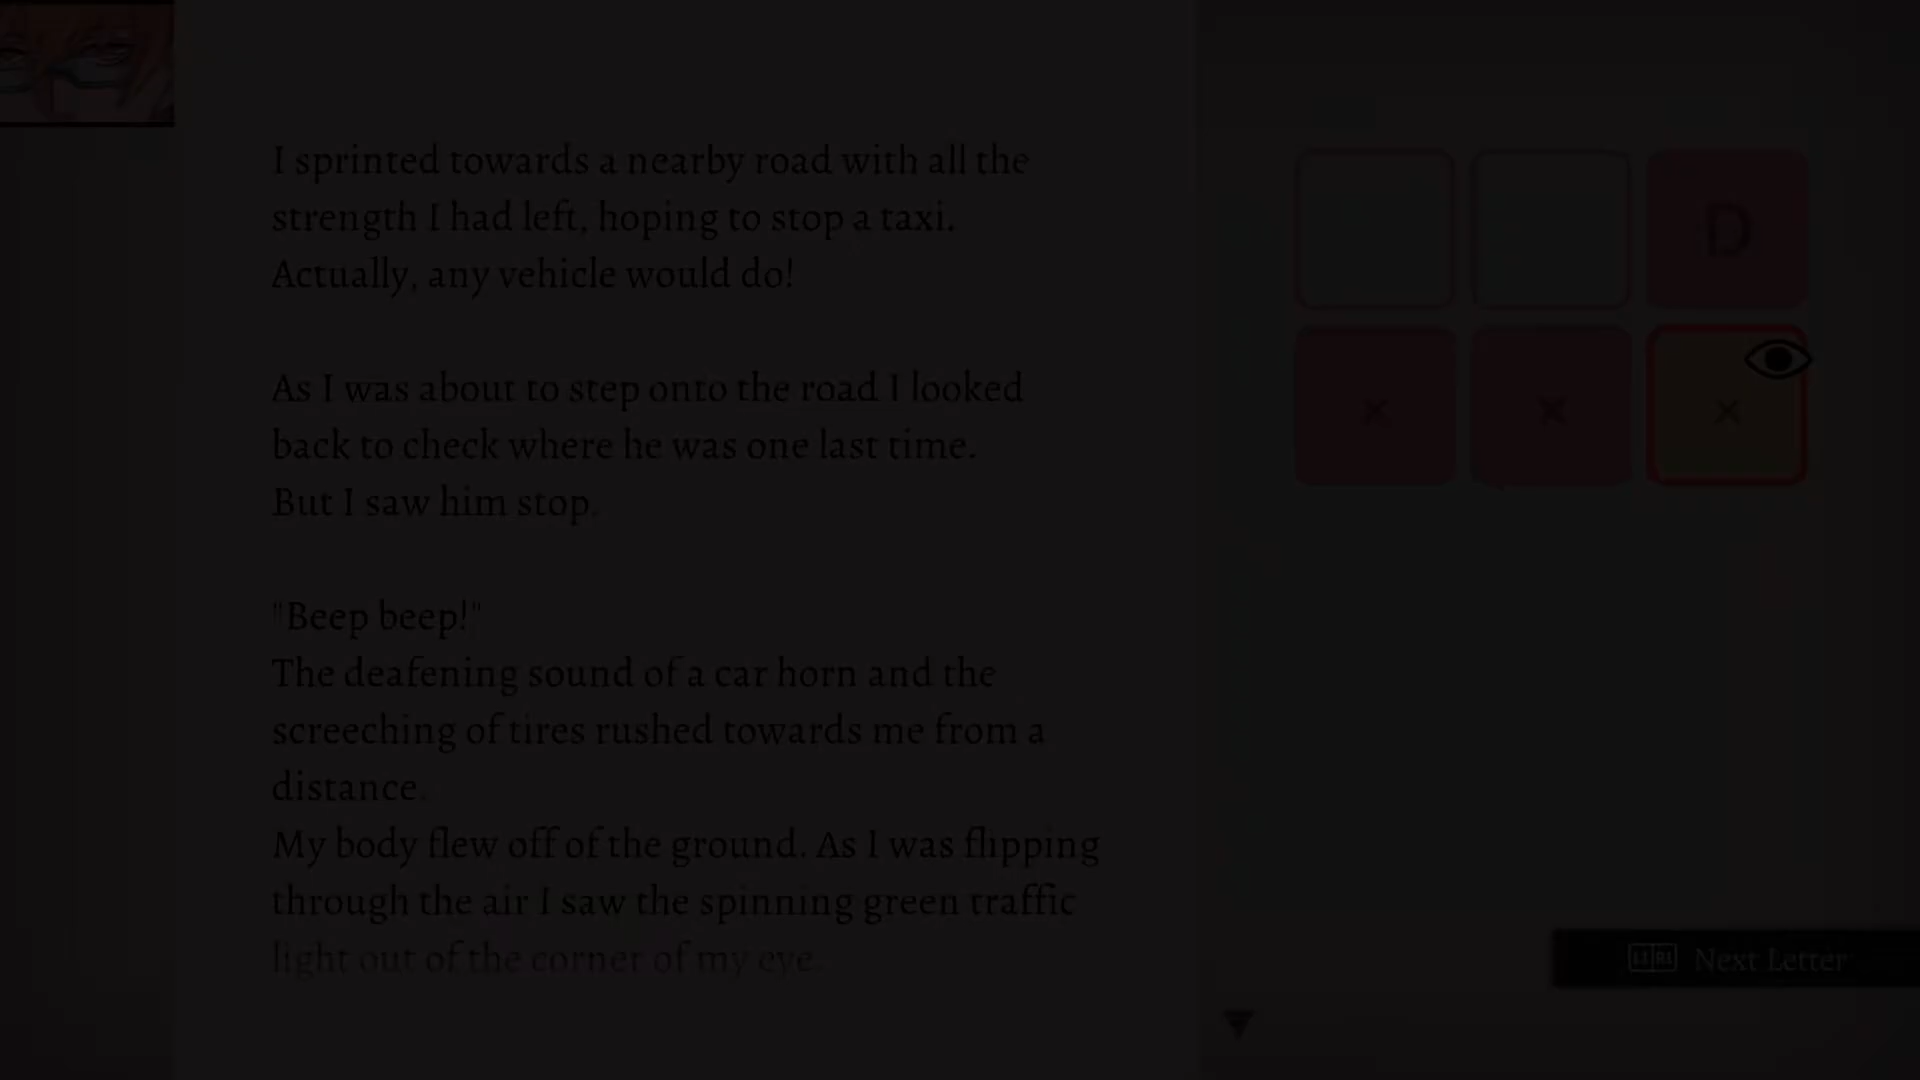 I sprinted towards a nearby road with all the
strength I had left, hoping to stop a taxi.
Actually, any vehicle would do!
As I was about to step onto the road I looked
back to check where he was one last time.
But I saw him stop.
"Beep beep!"
The deafening sound of a car horn and the
screeching of tires rushed towards me from a
distance.
My body flew off of the ground. As I was flipping
through the air I saw the spinning green traffic
light out of the corner of my eye.
D
× × ×
L1 R1 Next Letter